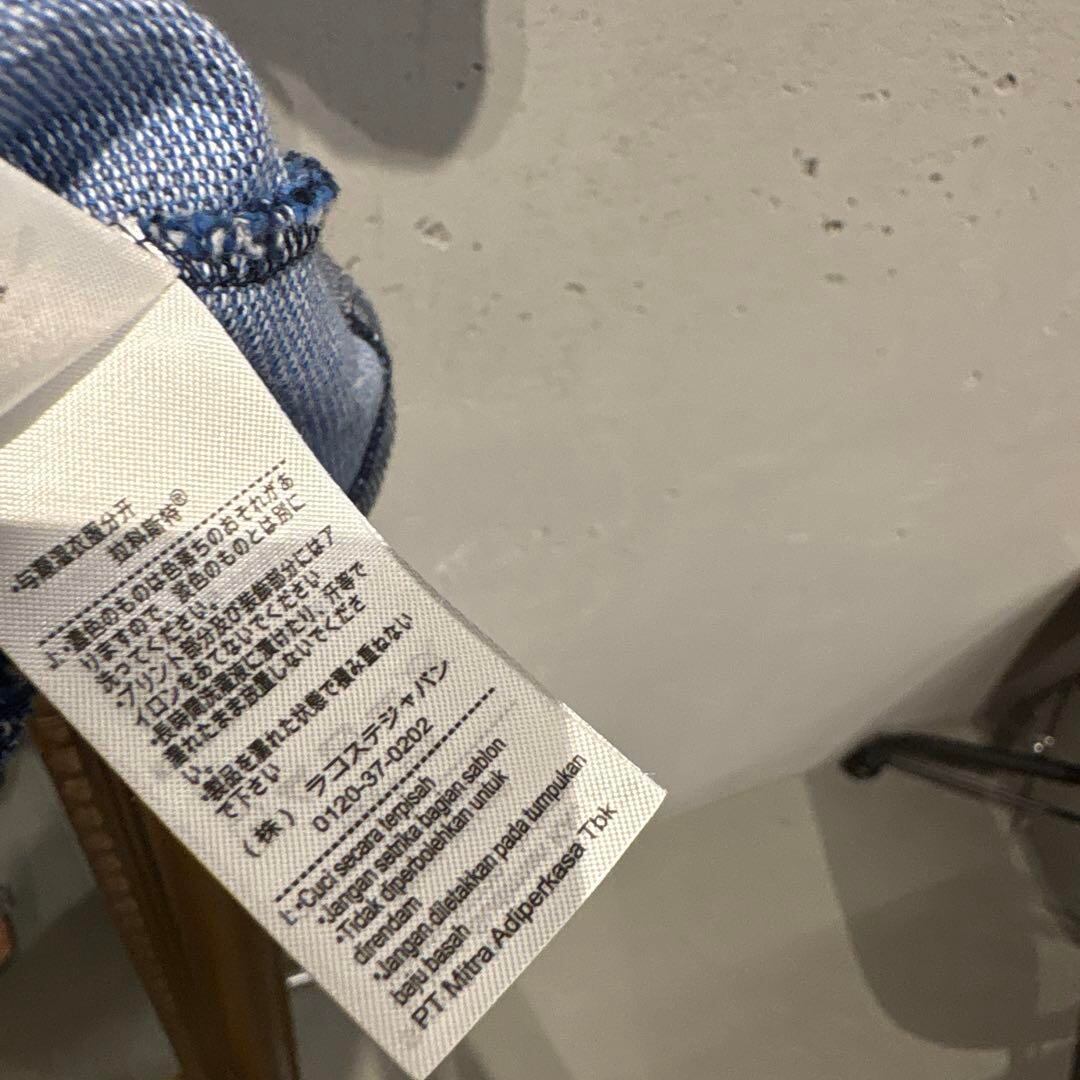 •与潮湿衣服分开
拉科斯特®
J: •濃色のものは色落ちのおそれがあ
りますので、淡色のものとは別に
洗ってください。
•プリント部分及び装飾部分にはア
イロンをあてないでください
•長時間洗濯液に漬けたり、汗等で
濡れたまま放置しないでくださ
い。
•製品を濡れた状態で積み重ねない
で下さい
(株) ラコステジャパン
0120-37-0202
•Cuci secara terpisah
•Jangan setrika bagian sablon
•Tidak diperbolehkan untuk
direndam
•Jangan diletakkan pada tumpukan
baju basah
PT Mitra Adiperkasa Tbk